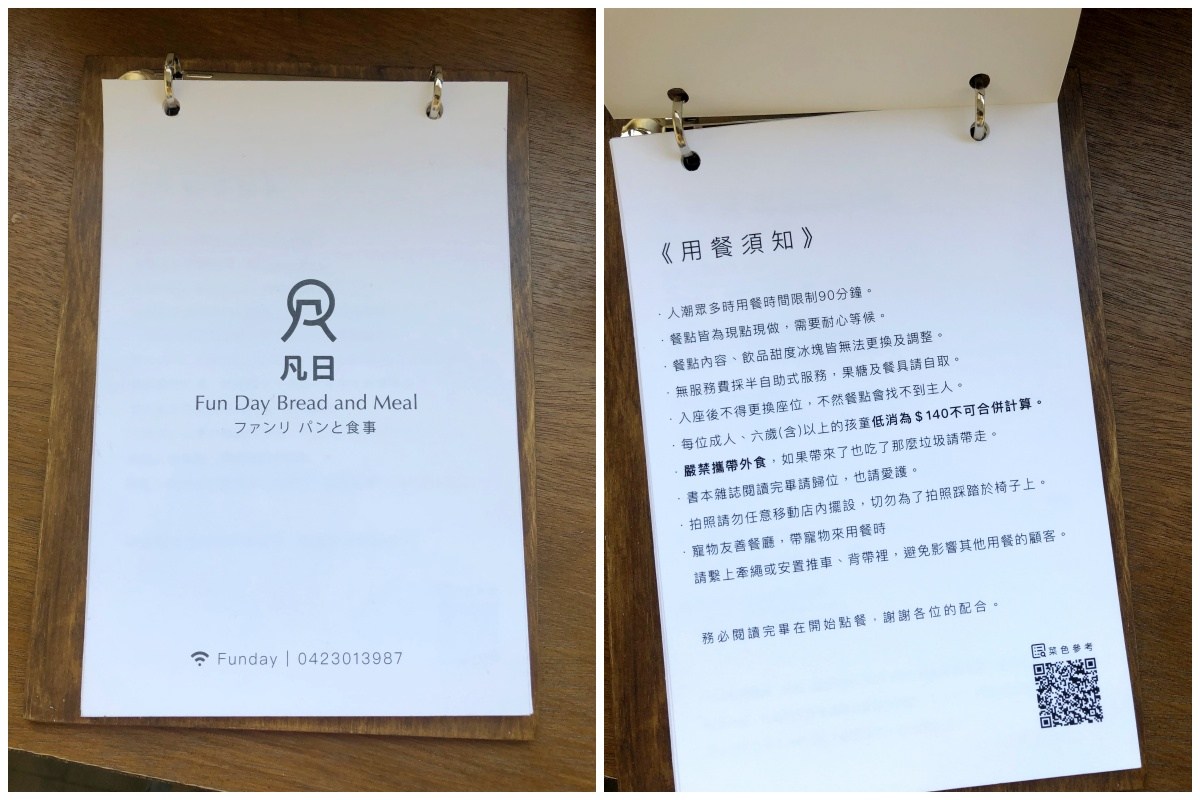 凡日
Fun Day Bread and Meal
ファンリ パンと食事
Funday｜0423013987
《用餐須知》
．人潮眾多時用餐時間限制90分鐘。
．餐點皆為現點現做，需要耐心等候。
．餐點內容、飲品甜度冰塊皆無法更換及調整。
．無服務費採半自助式服務，果糖及餐具請自取。
．入座後不得更換座位，不然餐點會找不到主人。
．每位成人、六歲(含)以上的孩童低消為＄140不可合併計算。
．嚴禁攜帶外食，如果帶來了也吃了那麼垃圾請帶走。
．書本雜誌閱讀完畢請歸位，也請愛護。
．拍照請勿任意移動店內擺設，切勿為了拍照踩踏於椅子上。
．寵物友善餐廳，帶寵物來用餐時
請繫上牽繩或安置推車、背帶裡，避免影響其他用餐的顧客。
務必閱讀完畢在開始點餐．謝謝各位的配合。
菜色參考